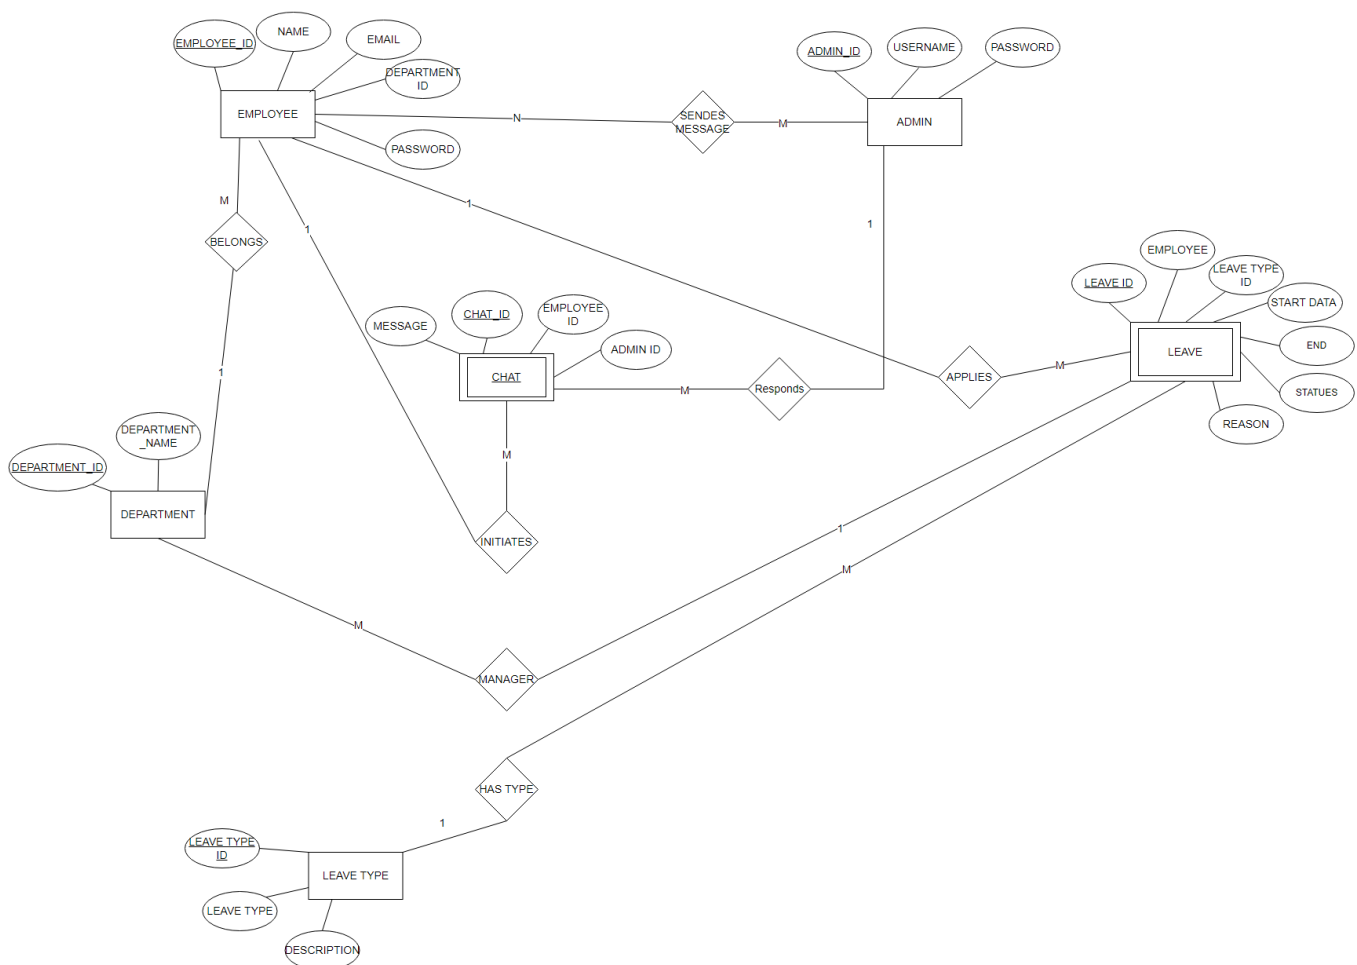 EMPLOYEE_ID
NAME
EMAIL
DEPARTMENT
ID
PASSWORD
EMPLOYEE
N
SENDES
MESSAGE
M
ADMIN_ID
USERNAME
PASSWORD
ADMIN
M
BELONGS
1
1
1
1
MESSAGE
CHAT_ID
EMPLOYEE
ID
ADMIN ID
CHAT
M
Responds
APPLIES
M
LEAVE ID
EMPLOYEE
LEAVE TYPE
ID
START DATA
END
STATUES
REASON
LEAVE
DEPARTMENT_ID
DEPARTMENT
_NAME
DEPARTMENT
M
INITIATES
M
1
M
MANAGER
HAS TYPE
1
LEAVE TYPE
ID
LEAVE TYPE
DESCRIPTION
LEAVE TYPE